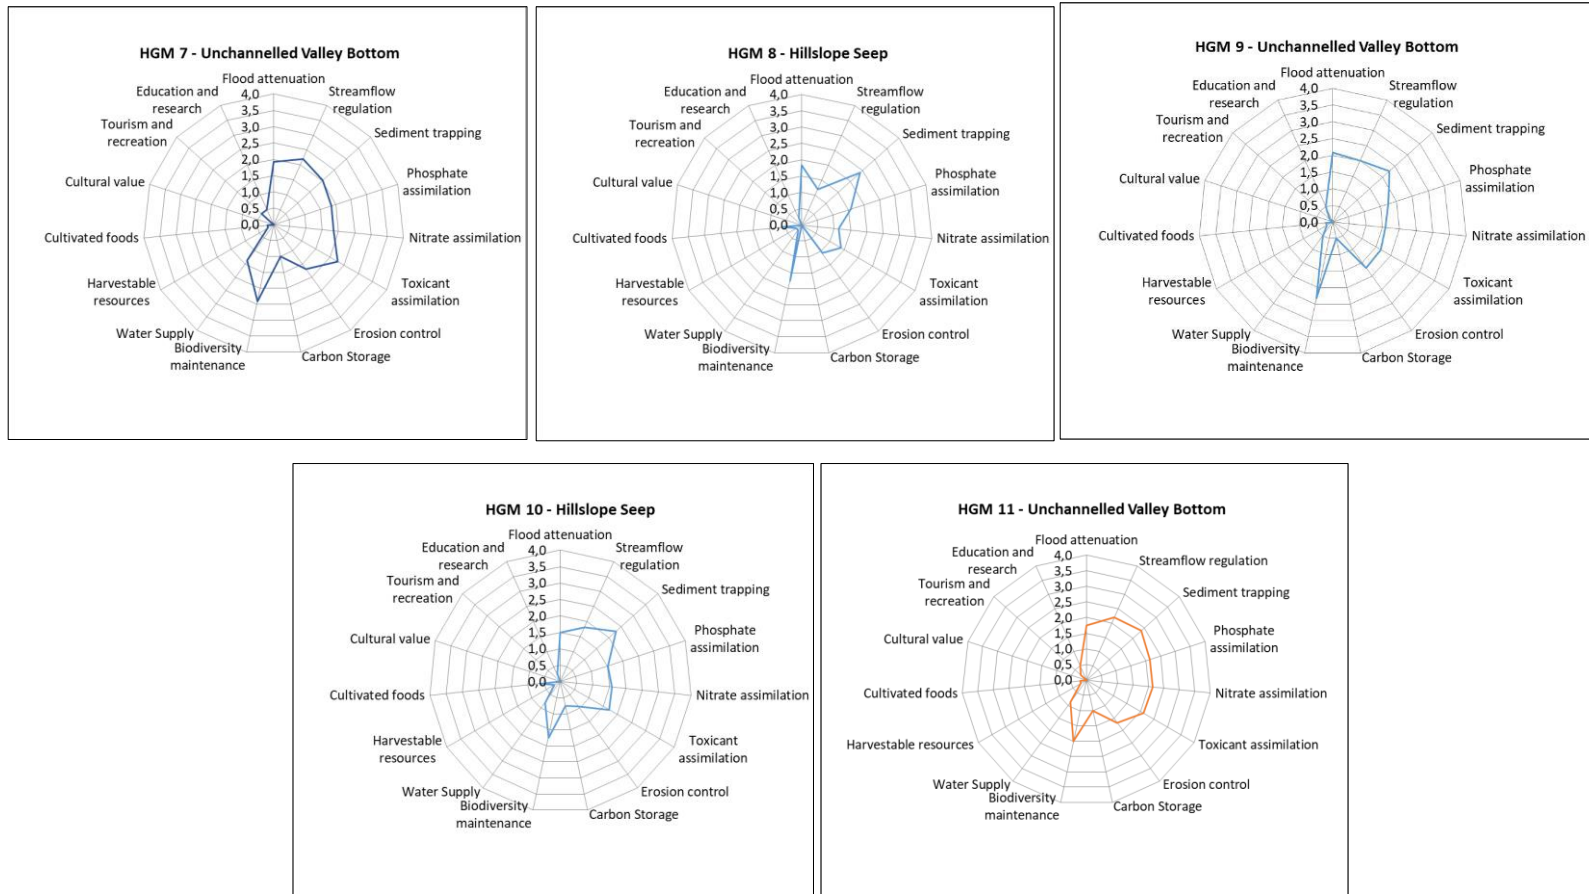 HGM 7 - Unchannelled Valley Bottom
Flood attenuation
Streamflow
regulation
Sediment trapping
Phosphate
assimilation
Nitrate assimilation
Toxicant
assimilation
Erosion control
Carbon Storage
Biodiversity
maintenance
Water Supply
Harvestable
resources
Cultivated foods
Cultural value
Tourism and
recreation
Education and
research
4,0
3,5
3,0
2,5
2,0
1,5
1,0
0,5
0,0
HGM 8 - Hillslope Seep
Flood attenuation
Streamflow
regulation
Sediment trapping
Phosphate
assimilation
Nitrate assimilation
Toxicant
assimilation
Erosion control
Carbon Storage
Biodiversity
maintenance
Water Supply
Harvestable
resources
Cultivated foods
Cultural value
Tourism and
recreation
Education and
research
4,0
3,5
3,0
2,5
2,0
1,5
1,0
0,5
0,0
HGM 9 - Unchannelled Valley Bottom
Flood attenuation
Streamflow
regulation
Sediment trapping
Phosphate
assimilation
Nitrate assimilation
Toxicant
assimilation
Erosion control
Carbon Storage
Biodiversity
maintenance
Water Supply
Harvestable
resources
Cultivated foods
Cultural value
Tourism and
recreation
Education and
research
4,0
3,5
3,0
2,5
2,0
1,5
1,0
0,5
0,0
HGM 10 - Hillslope Seep
Flood attenuation
Streamflow
regulation
Sediment trapping
Phosphate
assimilation
Nitrate assimilation
Toxicant
assimilation
Erosion control
Carbon Storage
Biodiversity
maintenance
Water Supply
Harvestable
resources
Cultivated foods
Cultural value
Tourism and
recreation
Education and
research
4,0
3,5
3,0
2,5
2,0
1,5
1,0
0,5
0,0
HGM 11 - Unchannelled Valley Bottom
Flood attenuation
Streamflow regulation
Sediment trapping
Phosphate
assimilation
Nitrate assimilation
Toxicant assimilation
Erosion control
Carbon Storage
Biodiversity
maintenance
Water Supply
Harvestable resources
Cultivated foods
Cultural value
Tourism and
recreation
Education and
research
4,0
3,5
3,0
2,5
2,0
1,5
1,0
0,5
0,0